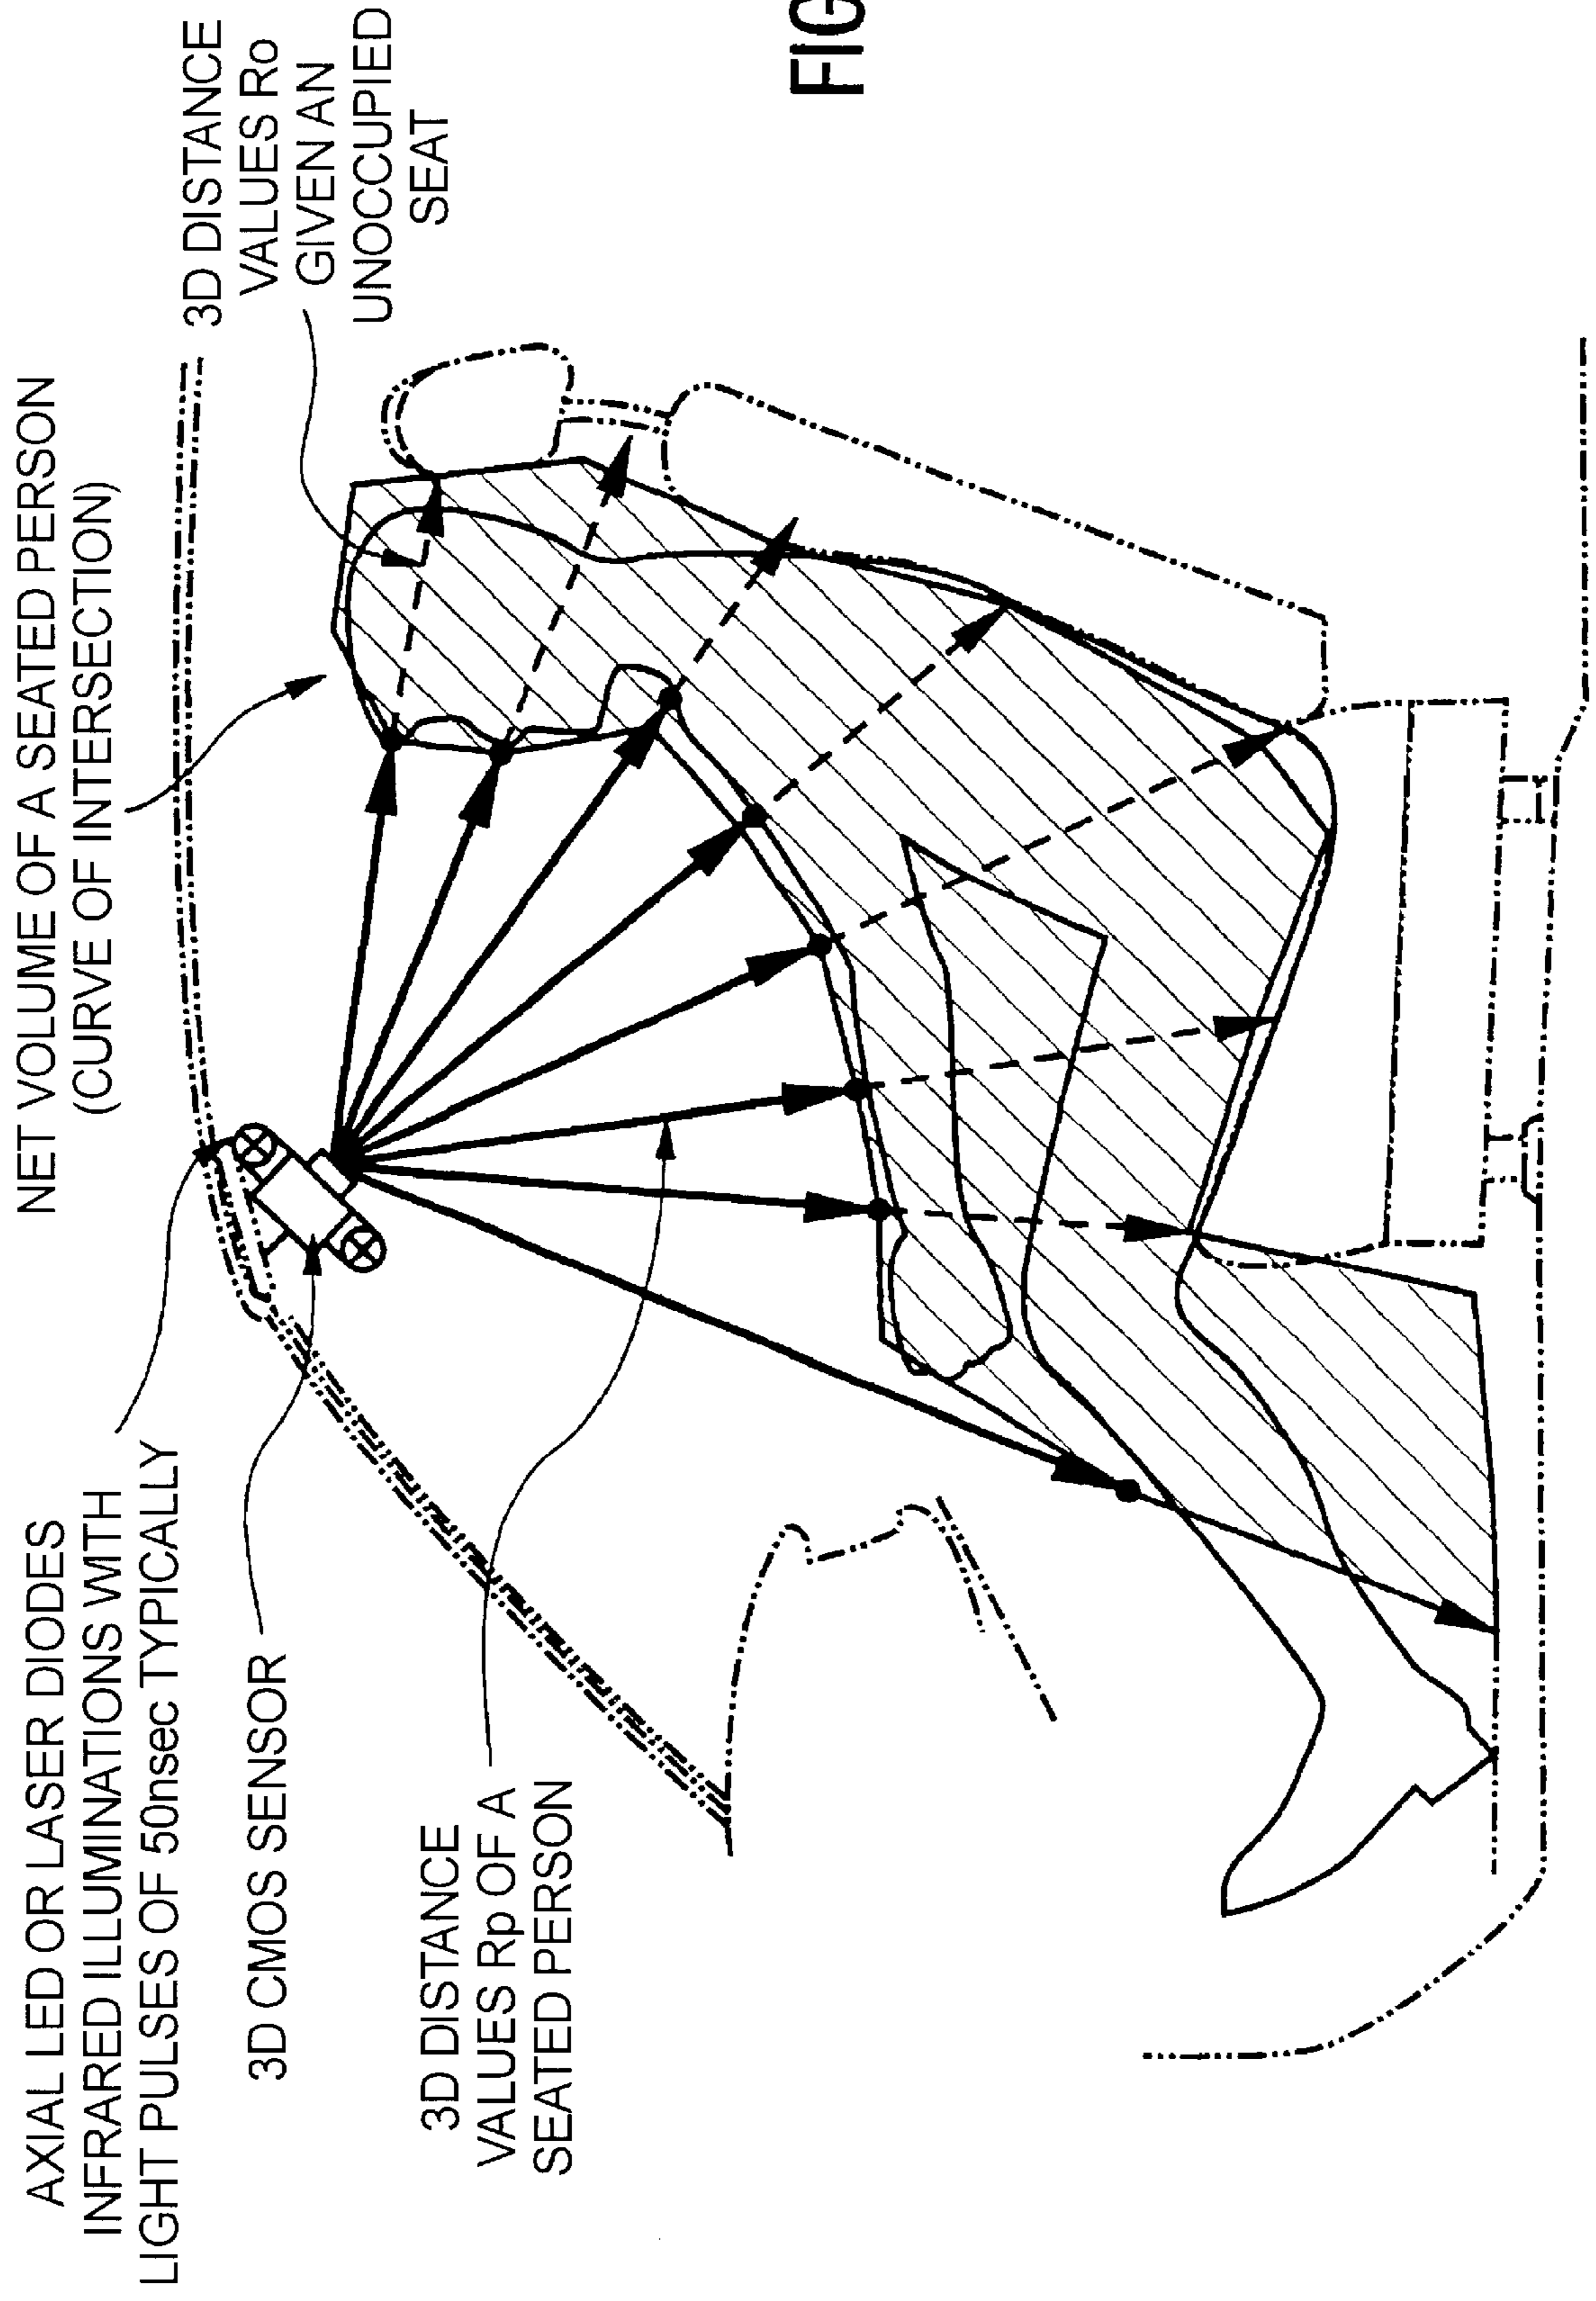 AXIAL LED OR LASER DIODES
INFRARED ILLUMINATIONS WITH
LIGHT PULSES OF 50nsec TYPICALLY
3D CMOS SENSOR
3D DISTANCE
VALUES Rp OF A
SEATED PERSON
NET VOLUME OF A SEATED PERSON
(CURVE OF INTERSECTION)
3D DISTANCE
VALUES Ro
GIVEN AN
UNOCCUPIED
SEAT
FIG